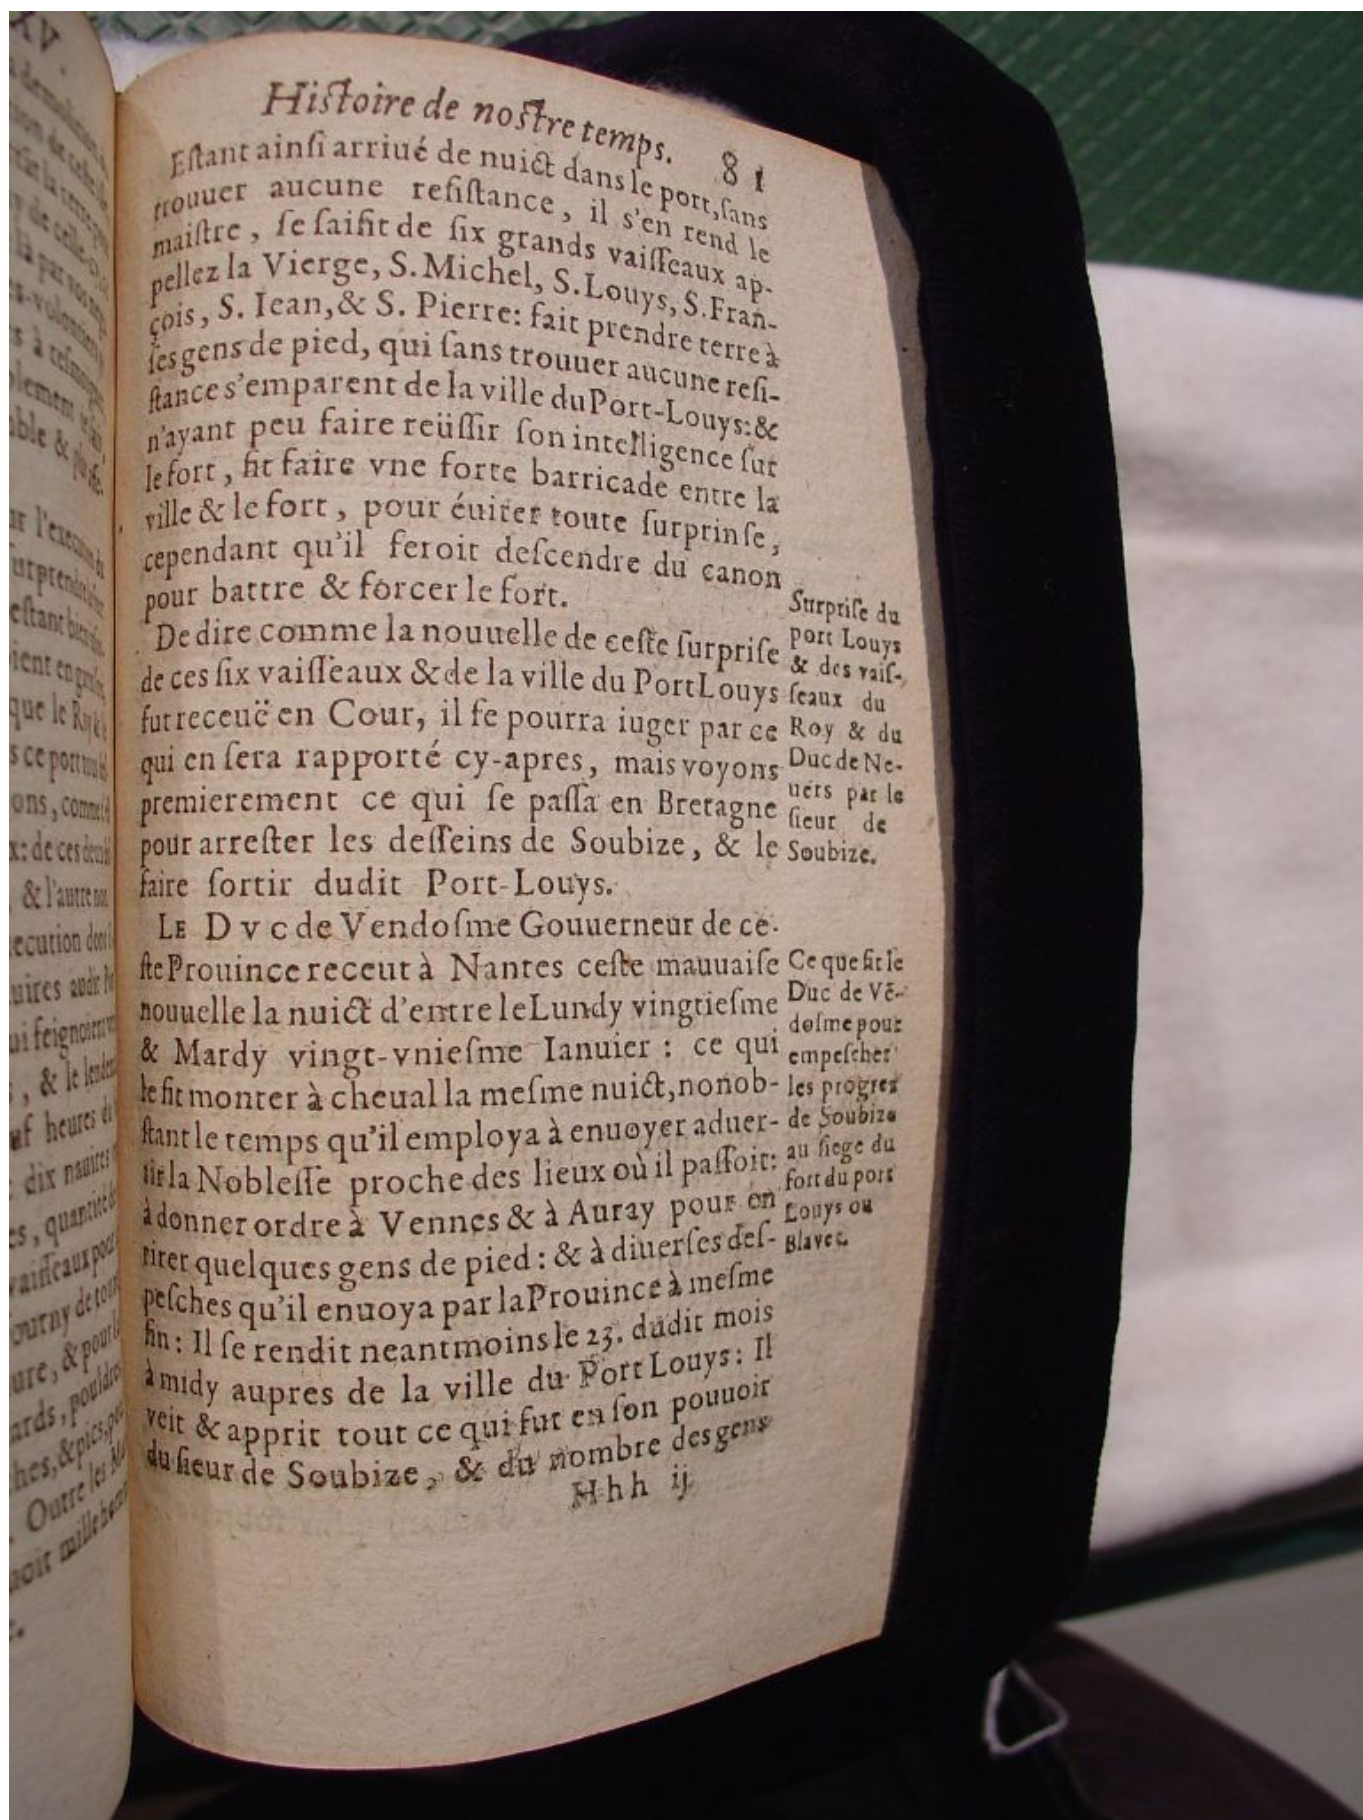 Histoire de nostre temps. 81
Estant ainsi arriué de nuict dans le port, sans
trouuer aucune resistance, il s'en rend le
maistre, se saisit de six grands vaisseaux ap-
pellez la Vierge, S. Michel, S. Louys, S. Fran-
çois, S. Iean, & S. Pierre: fait prendre terre à
ses gens de pied, qui sans trouuer aucune resi-
stance s'emparent de la ville du Port-Louys: &
n'ayant peu faire reüssir son intelligence sur
le fort, fit faire vne forte barricade entre la
ville & le fort, pour éuiter toute surprinse,
cependant qu'il feroit descendre du canon
pour battre & forcer le fort.
De dire comme la nouuelle de ceste surprise
de ces six vaisseaux & de la ville du Port Louys
fut receuë en Cour, il se pourra iuger par ce
qui en sera rapporté cy-apres, mais voyons
premierement ce qui se passa en Bretagne
pour arrester les desseins de Soubize, & le
faire sortir dudit Port-Louys.
Surprise du
port Louys
& des vais-
seaux du
Roy & du
Duc de Ne-
uers par le
sieur de
Soubize.
LE DVC de Vendosme Gouuerneur de ce-
ste Prouince receut à Nantes ceste mauuaise
nouuelle la nuict d'entre le Lundy vingtiesme
& Mardy vingt-vniesme Ianuier : ce qui
le fit monter à cheual la mesme nuict, nonob-
stant le temps qu'il employa à enuoyer aduer-
tir la Noblesse proche des lieux où il passoit:
à donner ordre à Vennes & à Auray pour en
tirer quelques gens de pied : & à diuerses des-
pesches qu'il enuoya par la Prouince à mesme
fin : Il se rendit neantmoins le 23. dudit mois
à midy aupres de la ville du Port Louys : Il
veit & apprit tout ce qui fut en son pouuoir
du sieur de Soubize, & du nombre des gens
Ce que fit le
Duc de Vē-
dosme pour
empescher
les progrez
de Soubize
au siege du
fort du port
Louys ou
Blavet.
Hhh ij